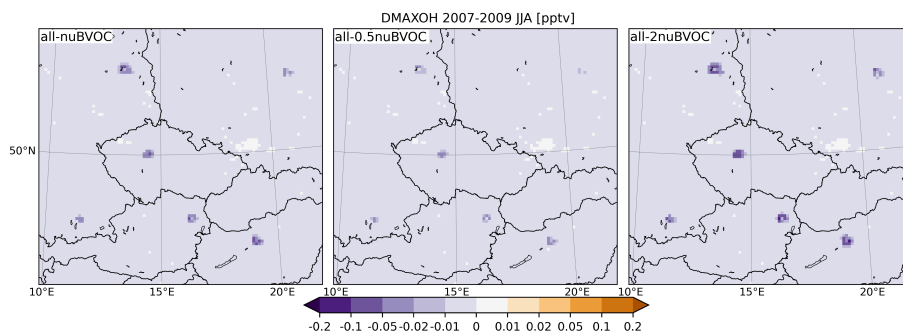 DMAXOH 2007-2009 JJA [pptv]
all-nuBVOC
all-0.5nuBVOC
all-2nuBVOC
50°N
10°E 15°E 20°E
10°E 15°E 20°E
10°E 15°E 20°E
-0.2 -0.1 -0.05 -0.02 -0.01 0 0.01 0.02 0.05 0.1 0.2